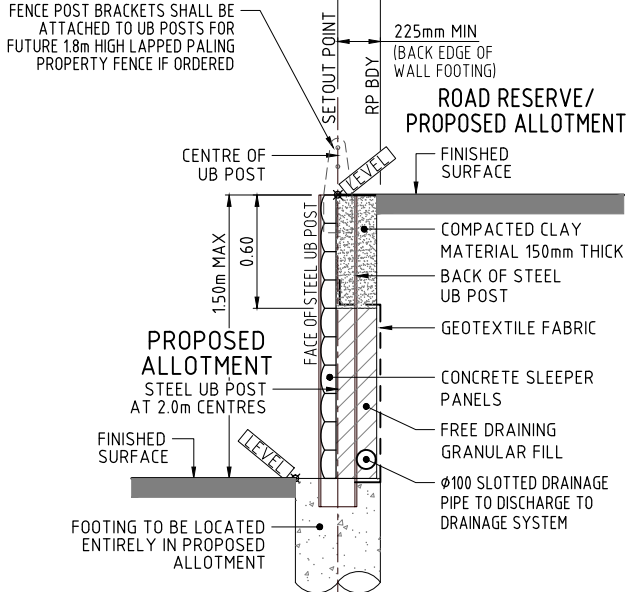 FENCE POST BRACKETS SHALL BE
ATTACHED TO UB POSTS FOR
FUTURE 1.8m HIGH LAPPED PALING
PROPERTY FENCE IF ORDERED
SETOUT POINT
RP BDY
225mm MIN
(BACK EDGE OF
WALL FOOTING)
ROAD RESERVE/
PROPOSED ALLOTMENT
CENTRE OF
UB POST
LEVEL
FINISHED
SURFACE
1.50m MAX
0.60
FACE OF STEEL UB POST
COMPACTED CLAY
MATERIAL 150mm THICK
BACK OF STEEL
UB POST
GEOTEXTILE FABRIC
PROPOSED
ALLOTMENT
STEEL UB POST
AT 2.0m CENTRES
CONCRETE SLEEPER
PANELS
FREE DRAINING
GRANULAR FILL
FINISHED
SURFACE
LEVEL
Ø100 SLOTTED DRAINAGE
PIPE TO DISCHARGE TO
DRAINAGE SYSTEM
FOOTING TO BE LOCATED
ENTIRELY IN PROPOSED
ALLOTMENT